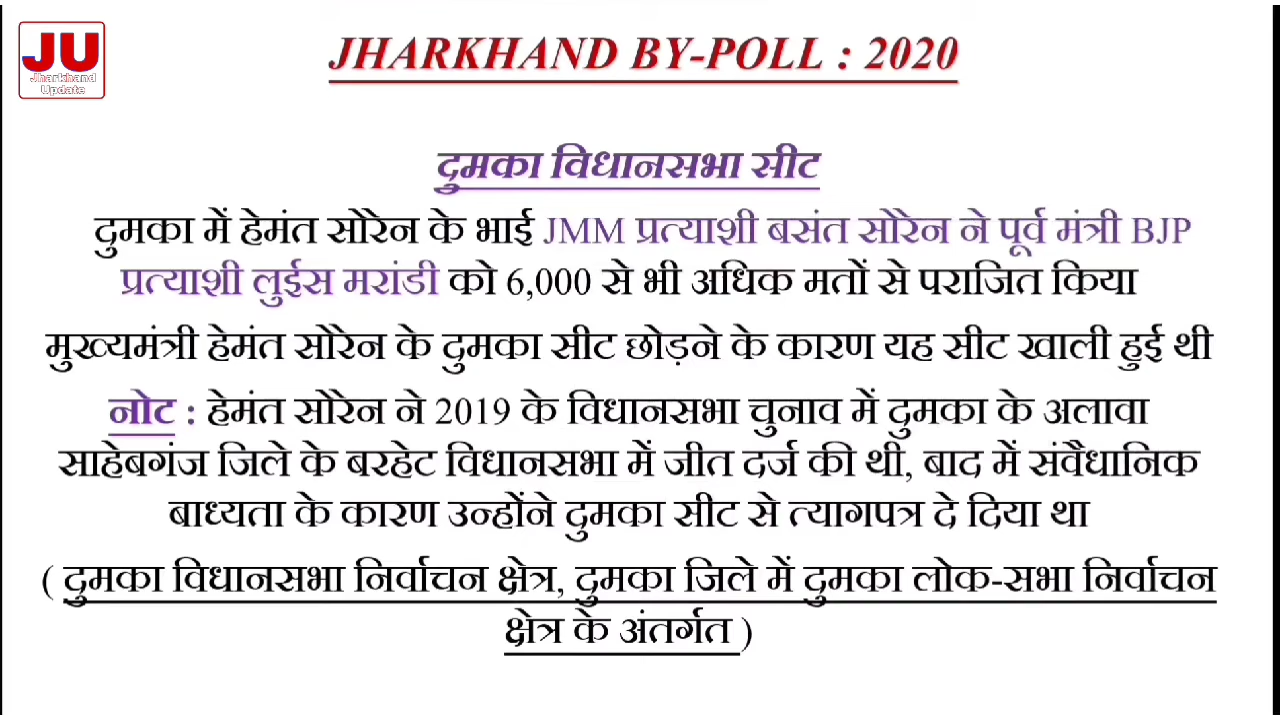 JU
Jharkhand
Update
JHARKHAND BY-POLL : 2020
दुमका विधानसभा सीट
दुमका में हेमंत सौरेन के भाई JMM प्रत्याशी बसंत सौरेन ने पूर्व मंत्री BJP
प्रत्याशी लुईस मरांडी को 6,000 से भी अधिक मतों से पराजित किया
मुख्यमंत्री हेमंत सौरेन के दुमका सीट छोड़ने के कारण यह सीट खाली हुई थी
नोट : हेमंत सौरेन ने 2019 के विधानसभा चुनाव में दुमका के अलावा
साहेबगंज जिले के बरहेट विधानसभा में जीत दर्ज की थी, बाद में संवैधानिक
बाध्यता के कारण उन्होंने दुमका सीट से त्यागपत्र दे दिया था
( दुमका विधानसभा निर्वाचन क्षेत्र, दुमका जिले में दुमका लोक-सभा निर्वाचन
क्षेत्र के अंतर्गत )